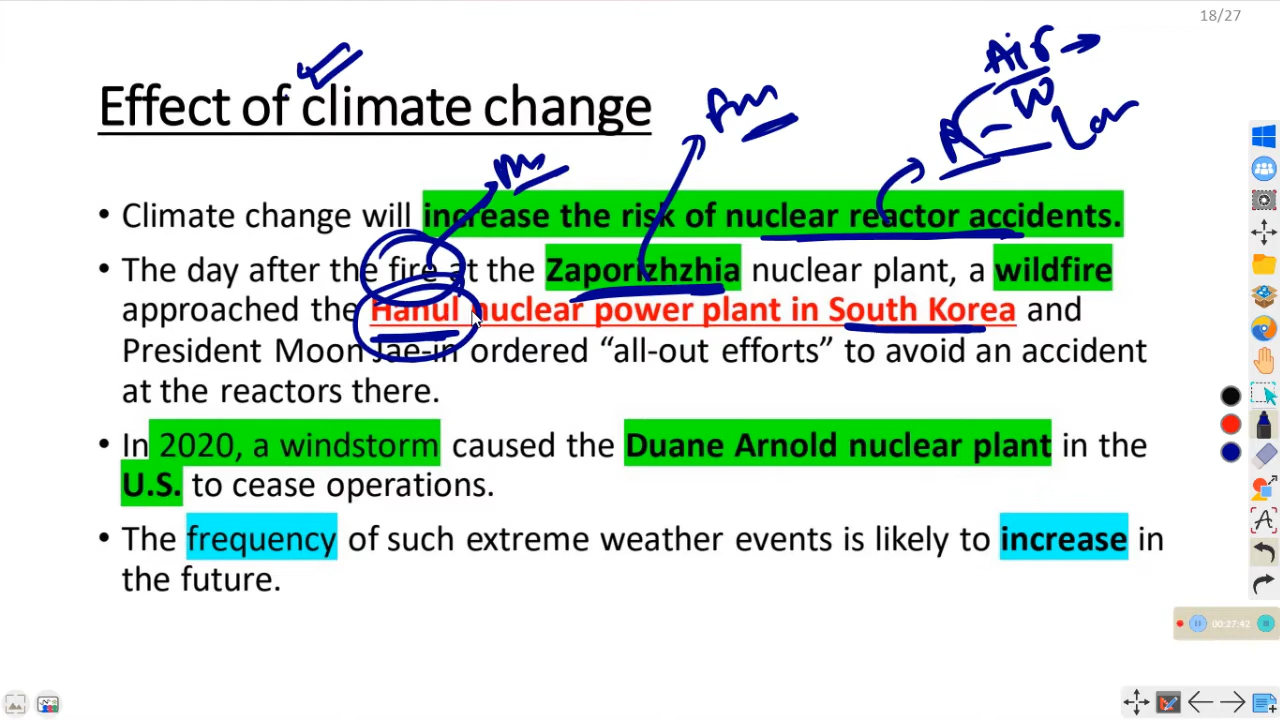 18/27
Air
W
Effect of climate change
• Climate change will increase the risk of nuclear reactor accidents.
• The day after the fire at the Zaporizhzhia nuclear plant, a wildfire
approached the Hanul nuclear power plant in South Korea and
President Moon Jae-in ordered “all-out efforts” to avoid an accident
at the reactors there.
• In 2020, a windstorm caused the Duane Arnold nuclear plant in the
U.S. to cease operations.
• The frequency of such extreme weather events is likely to increase in
the future.
00:27:42